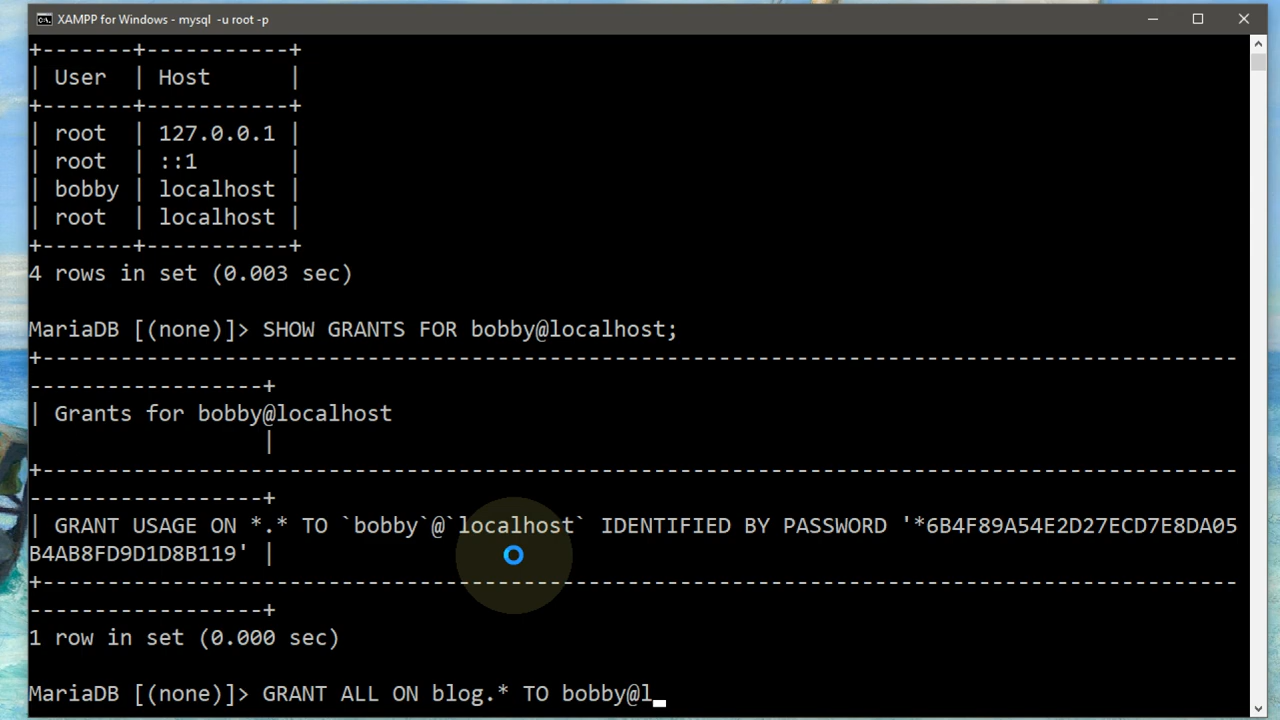 XAMPP for Windows - mysql -u root -p
+-------+-----------+
| User  | Host      |
+-------+-----------+
| root  | 127.0.0.1 |
| root  | ::1       |
| bobby | localhost |
| root  | localhost |
+-------+-----------+
4 rows in set (0.003 sec)
MariaDB [(none)]> SHOW GRANTS FOR bobby@localhost;
+--------------------------------------------------------------------------------------------
------------------+
| Grants for bobby@localhost
                  |
+--------------------------------------------------------------------------------------------
------------------+
| GRANT USAGE ON *.* TO `bobby`@`localhost` IDENTIFIED BY PASSWORD '*6B4F89A54E2D27ECD7E8DA05
B4AB8FD9D1D8B119' |
+--------------------------------------------------------------------------------------------
------------------+
1 row in set (0.000 sec)
MariaDB [(none)]> GRANT ALL ON blog.* TO bobby@l_